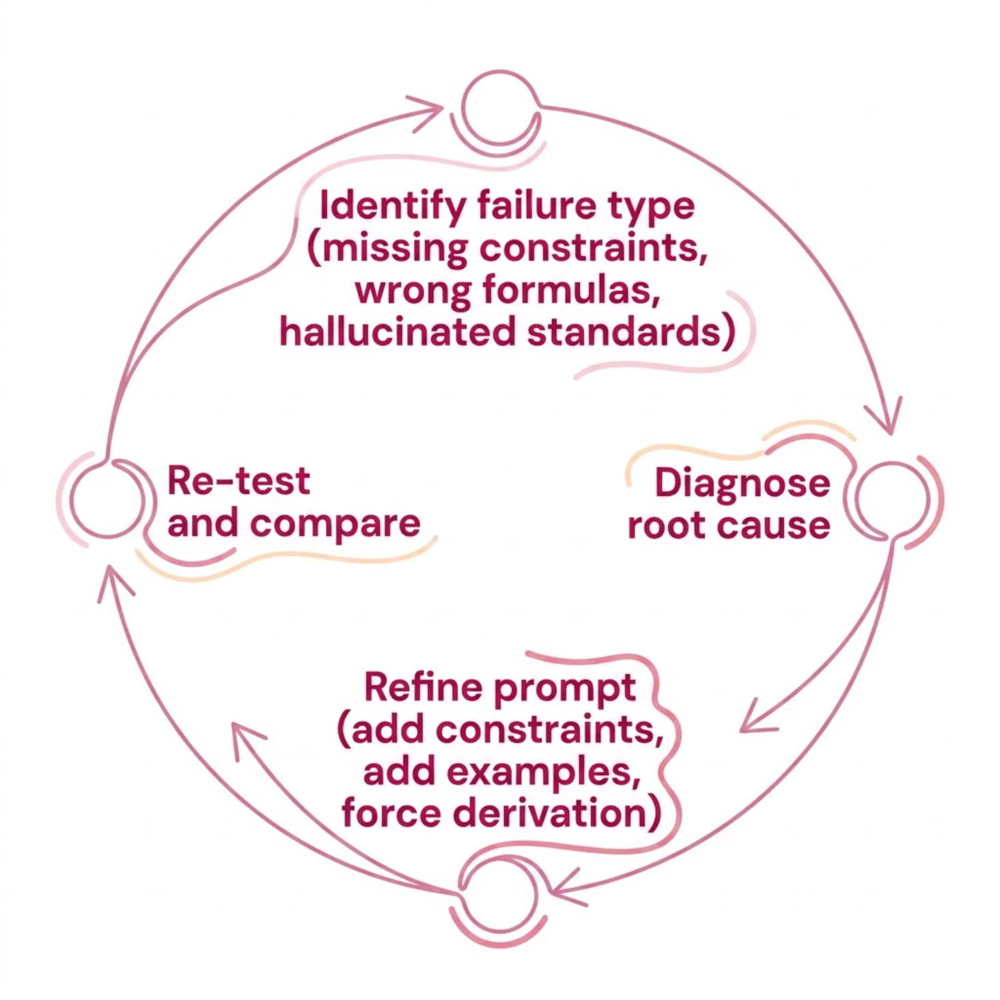 Identify failure type
(missing constraints,
wrong formulas,
hallucinated standards)
Re-test
and compare
Diagnose
root cause
Refine prompt
(add constraints,
add examples,
force derivation)